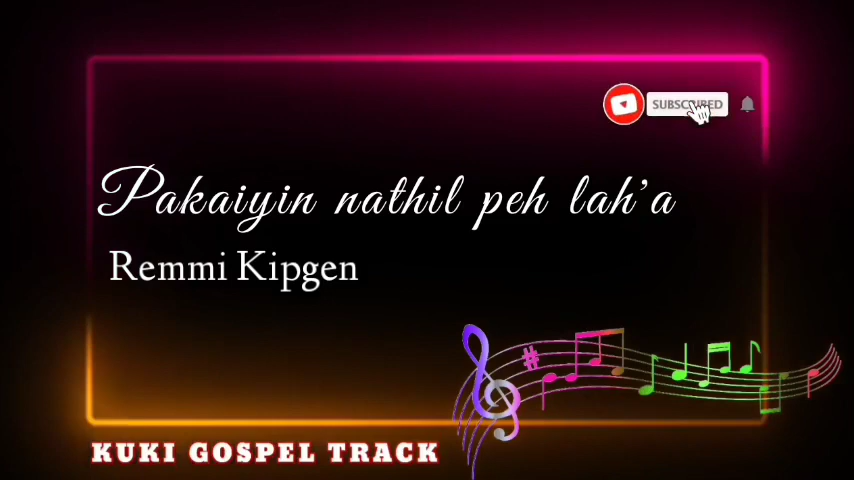 SUBSCRIBED
Pakaiyin nathil peh lah'a
Remmi Kipgen
KUKI GOSPEL TRACK